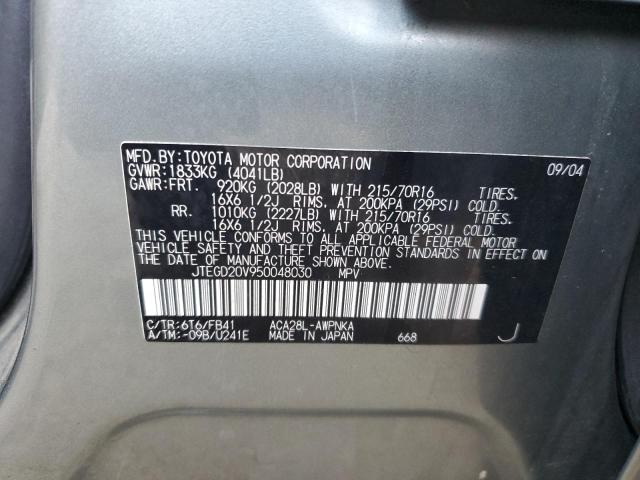 MFD.BY:TOYOTA MOTOR CORPORATION 09/04
GVWR:1833KG (4041LB)
GAWR:FRT. 920KG (2028LB) WITH 215/70R16 TIRES.
16X6 1/2J RIMS, AT 200KPA (29PSI) COLD.
RR. 1010KG (2227LB) WITH 215/70R16 TIRES.
16X6 1/2J RIMS, AT 200KPA (29PSI) COLD.
THIS VEHICLE CONFORMS TO ALL APPLICABLE FEDERAL MOTOR
VEHICLE SAFETY AND THEFT PREVENTION STANDARDS IN EFFECT ON
THE DATE OF MANUFACTURE SHOWN ABOVE.
JTEGD20V950048030 MPV
C/TR:6T6/FB41 ACA28L-AWPNKA
A/TM:-09B/U241E MADE IN JAPAN 668 J